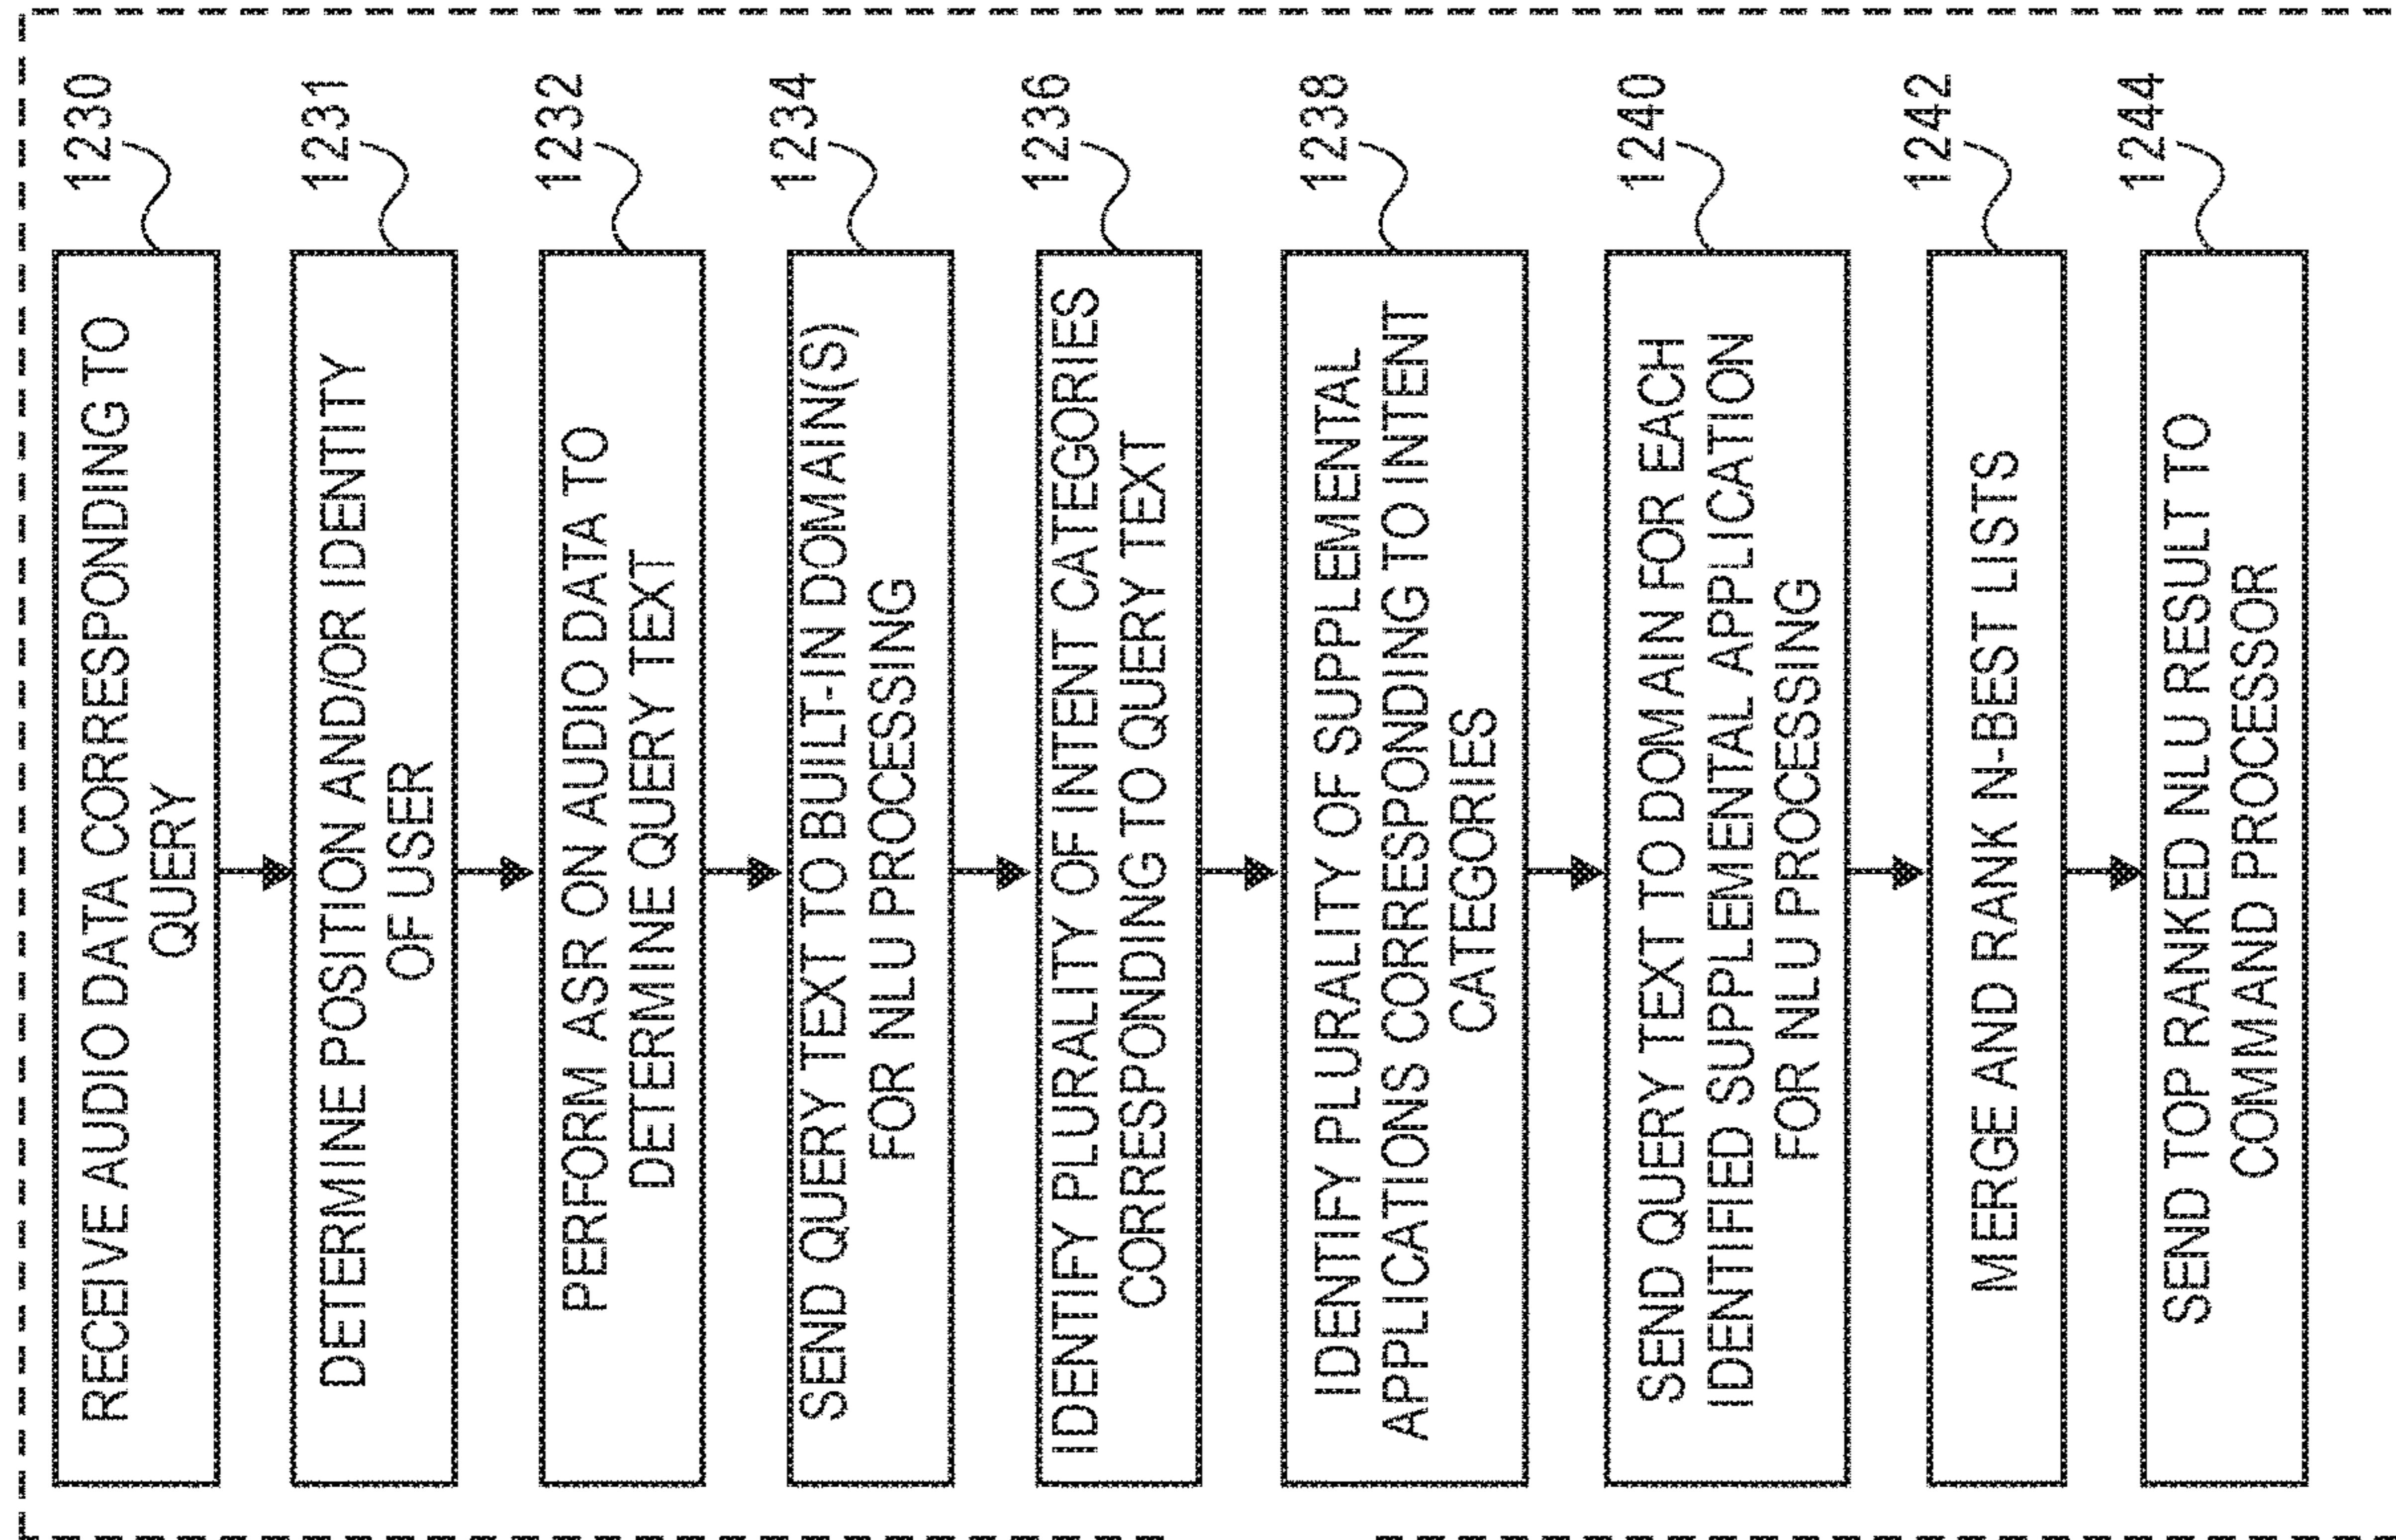 RECEIVE AUDIO DATA CORRESPONDING TO
QUERY
1230
DETERMINE POSITION AND/OR IDENTITY
OF USER
1231
PERFORM ASR ON AUDIO DATA TO
DETERMINE QUERY TEXT
1232
SEND QUERY TEXT TO BUILT-IN DOMAIN(S)
FOR NLU PROCESSING
1234
IDENTIFY PLURALITY OF INTENT CATEGORIES
CORRESPONDING TO QUERY TEXT
1236
IDENTIFY PLURALITY OF SUPPLEMENTAL
APPLICATIONS CORRESPONDING TO INTENT
CATEGORIES
1238
SEND QUERY TEXT TO DOMAIN FOR EACH
IDENTIFIED SUPPLEMENTAL APPLICATION
FOR NLU PROCESSING
1240
MERGE AND RANK N-BEST LISTS
1242
SEND TOP RANKED NLU RESULT TO
COMMAND PROCESSOR
1244